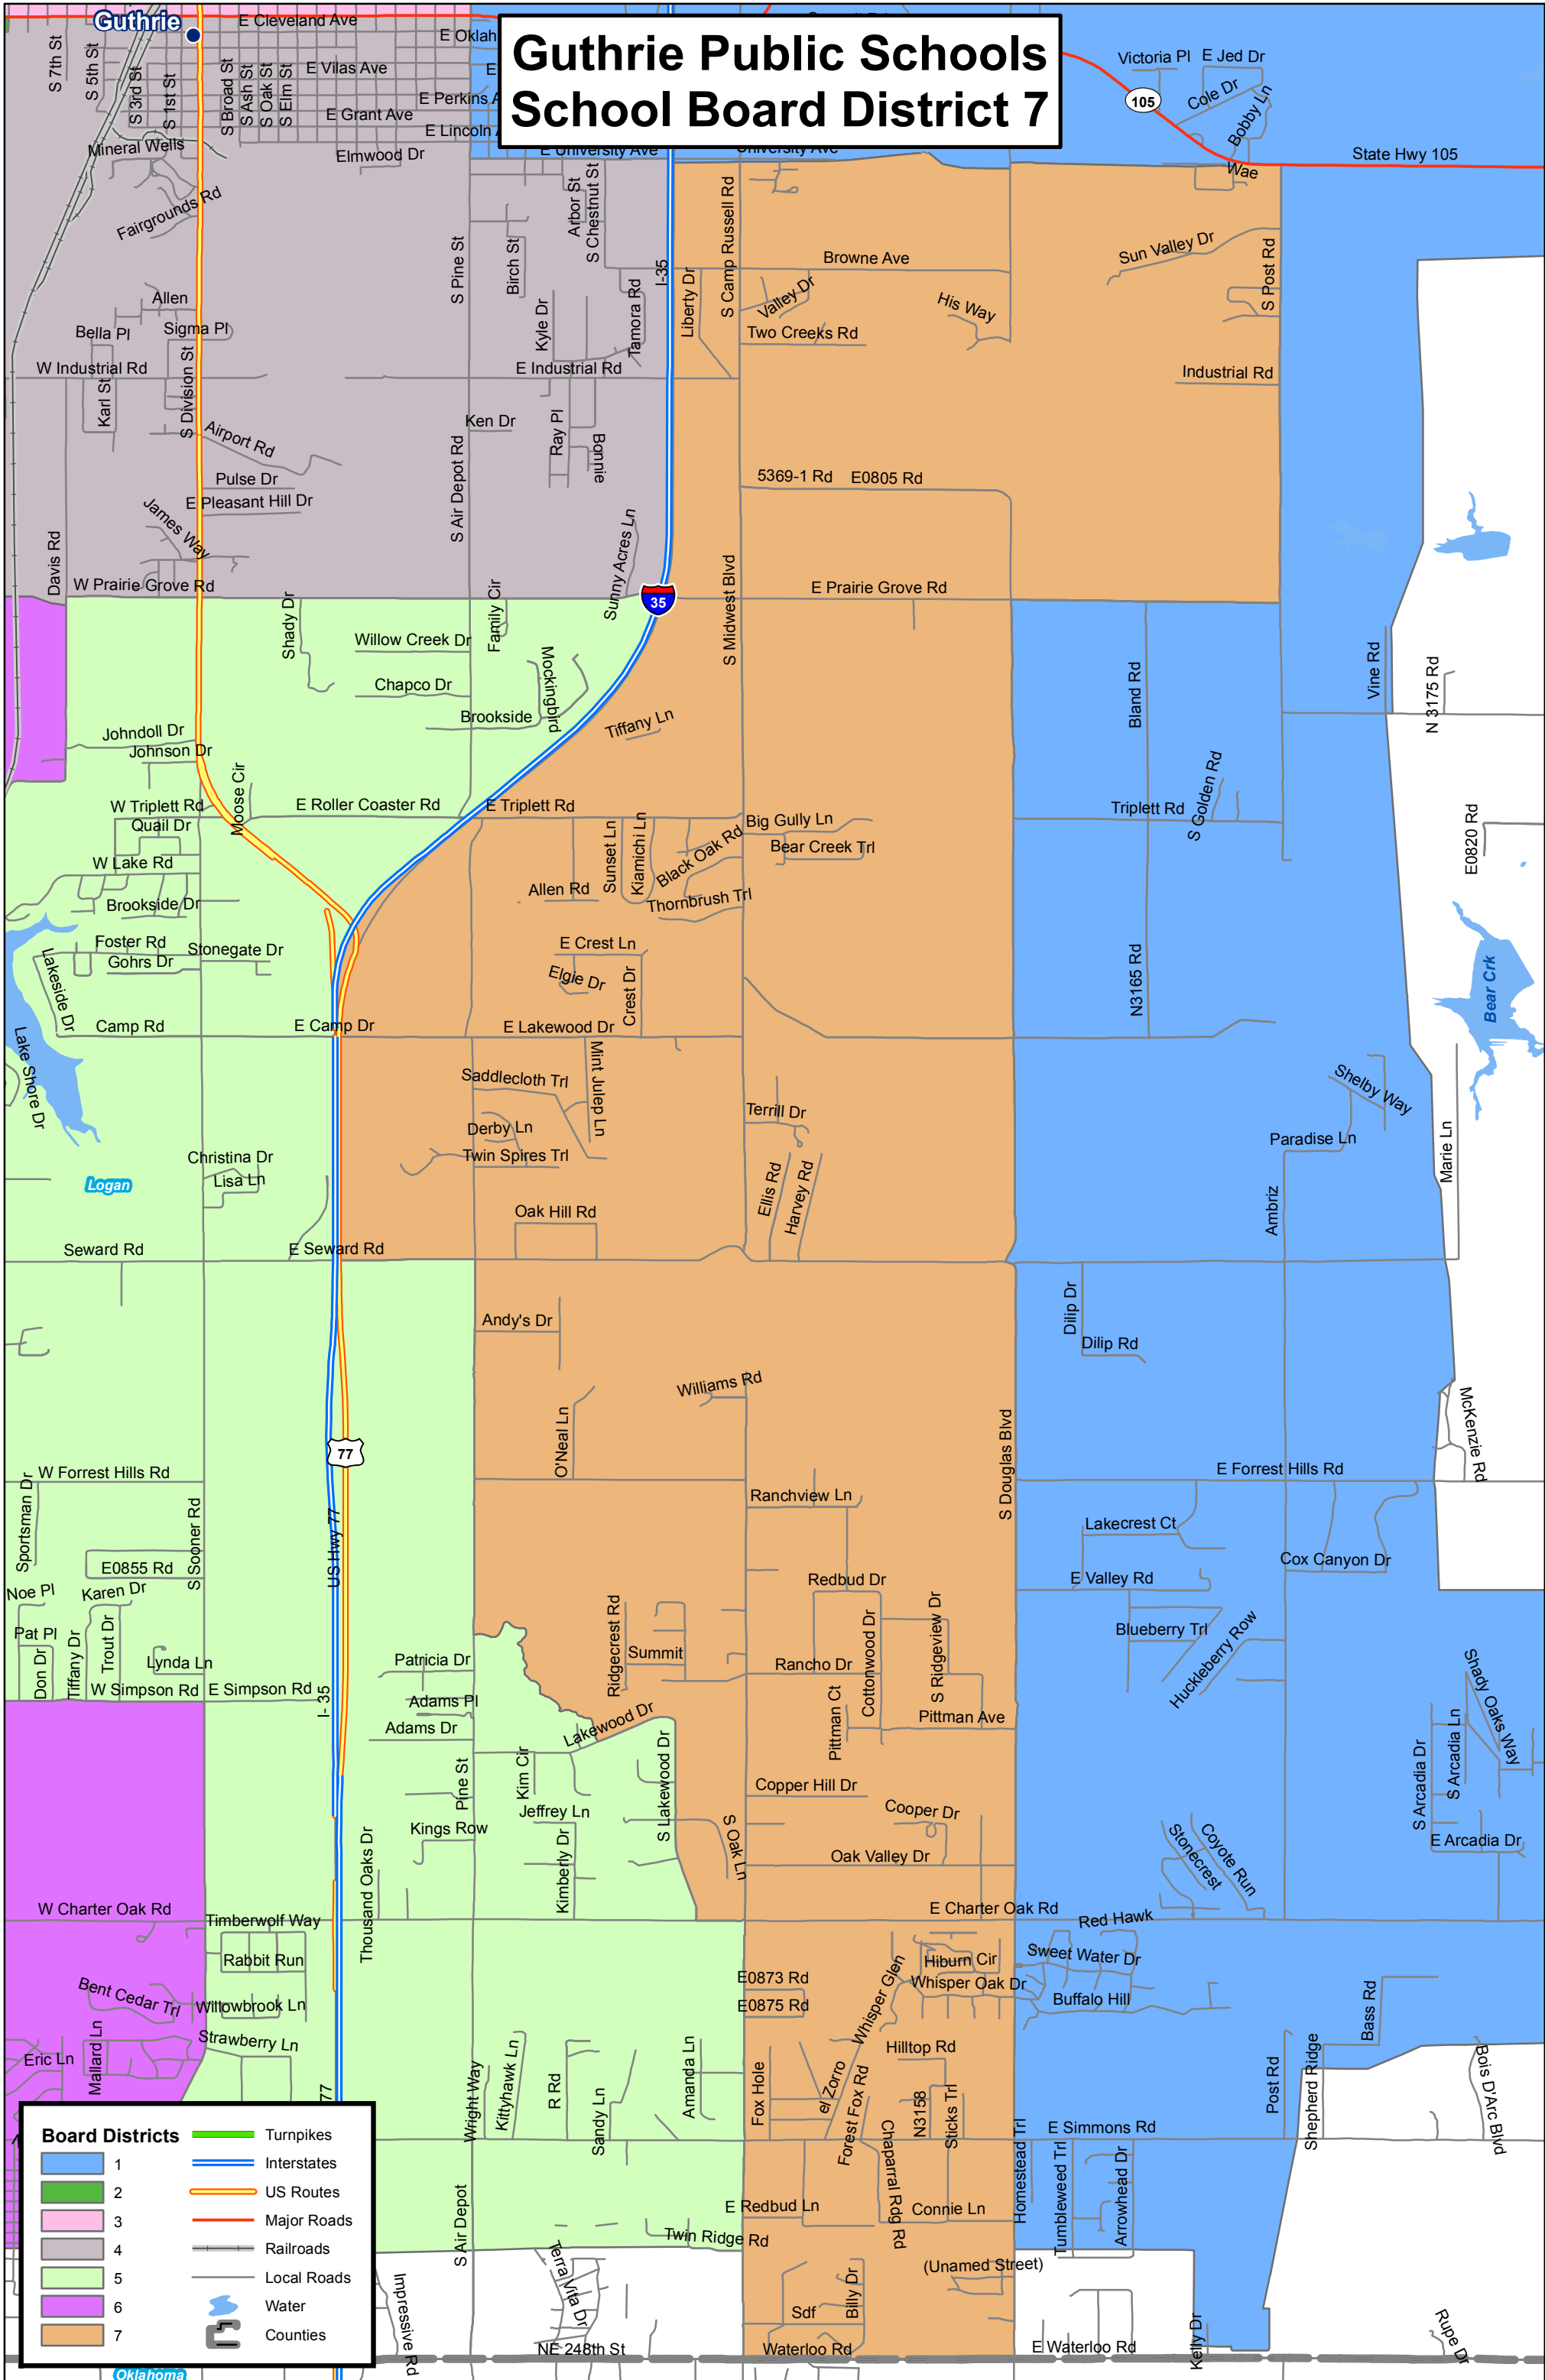 Guthrie Public Schools
School Board District 7
Guthrie
E Cleveland Ave
E Oklah
Victoria Pl
E Jed Dr
S 7th St
S 5th St
S 3rd St
S 1st St
S Broad St
S Ash St
S Oak St
S Elm St
E Vilas Ave
E
E Perkins A
E Grant Ave
E Lincoln A
105
Cole Dr
Bobby Ln
State Hwy 105
Mineral Wells
Elmwood Dr
E University Ave
University Ave
Wae
Fairgrounds Rd
Arbor St
S Chestnut St
S Camp Russell Rd
S Pine St
Birch St
I-35
Browne Ave
Sun Valley Dr
S Post Rd
Allen
Bella Pl
Sigma Pl
Kyle Dr
Tamora Rd
Liberty Dr
Valley Dr
His Way
Two Creeks Rd
W Industrial Rd
E Industrial Rd
Industrial Rd
Karl St
S Division St
Airport Rd
Ken Dr
Ray Pl
Bonnie
S Air Depot Rd
Pulse Dr
E Pleasant Hill Dr
5369-1 Rd
E0805 Rd
James Way
Davis Rd
Sunny Acres Ln
W Prairie Grove Rd
35
S Midwest Blvd
E Prairie Grove Rd
Shady Dr
Family Cir
Willow Creek Dr
Mockingbird
Chapco Dr
Brookside
Tiffany Ln
Bland Rd
Vine Rd
N 3175 Rd
Johndoll Dr
Johnson Dr
Moose Cir
W Triplett Rd
E Roller Coaster Rd
E Triplett Rd
Triplett Rd
S Golden Rd
E0820 Rd
Quail Dr
W Lake Rd
Big Gully Ln
Bear Creek Trl
Sunset Ln
Kiamichi Ln
Black Oak Rd
Allen Rd
Thornbrush Trl
Brookside Dr
Foster Rd
Gohrs Dr
Stonegate Dr
Lakeside Dr
E Crest Ln
Elgie Dr
Crest Dr
N3165 Rd
Bear Crk
Camp Rd
E Camp Dr
E Lakewood Dr
Lake Shore Dr
Saddlecloth Trl
Mint Julep Ln
Shelby Way
Terrill Dr
Derby Ln
Twin Spires Trl
Paradise Ln
Marie Ln
Christina Dr
Lisa Ln
Logan
Ellis Rd
Harvey Rd
Ambriz
Oak Hill Rd
Seward Rd
E Seward Rd
Andy's Dr
Dilip Dr
Dilip Rd
Williams Rd
O'Neal Ln
McKenzie Rd
77
S Douglas Blvd
W Forrest Hills Rd
E Forrest Hills Rd
Sportsman Dr
S Sooner Rd
US Hwy 77
Ranchview Ln
Lakecrest Ct
Cox Canyon Dr
E0855 Rd
Noe Pl
Karen Dr
E Valley Rd
Redbud Dr
Pat Pl
Don Dr
Tiffany Dr
Trout Dr
Lynda Ln
Ridgecrest Rd
Summit
Cottonwood Dr
S Ridgeview Dr
Blueberry Trl
Huckleberry Row
Patricia Dr
Rancho Dr
W Simpson Rd
E Simpson Rd
I-35
Adams Pl
Adams Dr
Lakewood Dr
Pittman Ct
Pittman Ave
Shady Oaks Way
S Arcadia Ln
S Arcadia Dr
Pine St
Kim Cir
S Lakewood Dr
Copper Hill Dr
Jeffrey Ln
Kings Row
Cooper Dr
S Oak Ln
Oak Valley Dr
Stonecrest
Coyote Run
E Arcadia Dr
Thousand Oaks Dr
Kimberly Dr
W Charter Oak Rd
E Charter Oak Rd
Timberwolf Way
Red Hawk
Rabbit Run
Hiburn Cir
Sweet Water Dr
E0873 Rd
Whisper Oak Dr
Whisper Glen
Bent Cedar Trl
Willowbrook Ln
E0875 Rd
Buffalo Hill
Bass Rd
Strawberry Ln
Eric Ln
Mallard Ln
Wright Way
Kittyhawk Ln
R Rd
Sandy Ln
Amanda Ln
Fox Hole
Hilltop Rd
el Zorro
Forest Fox Rd
N3158
Sticks Trl
Post Rd
Shepherd Ridge
Bois D'Arc Blvd
77
E Simmons Rd
Homestead Trl
Tumbleweed Trl
Arrowhead Dr
Chaparral Rdg Rd
E Redbud Ln
Connie Ln
S Air Depot
Twin Ridge Rd
(Unamed Street)
Impressive Rd
Terra Vita Dr
Billy Dr
Sdf
NE 248th St
Waterloo Rd
E Waterloo Rd
Kelly Dr
Rupe Dr
Board Districts
1
2
3
4
5
6
7
Turnpikes
Interstates
US Routes
Major Roads
Railroads
Local Roads
Water
Counties
Oklahoma